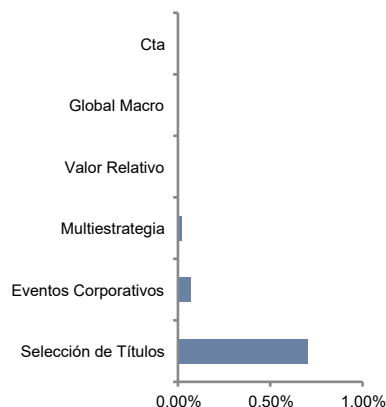 Cta
Global Macro
Valor Relativo
Multiestrategia
Eventos Corporativos
Selección de Títulos
0.00% 0.50% 1.00%